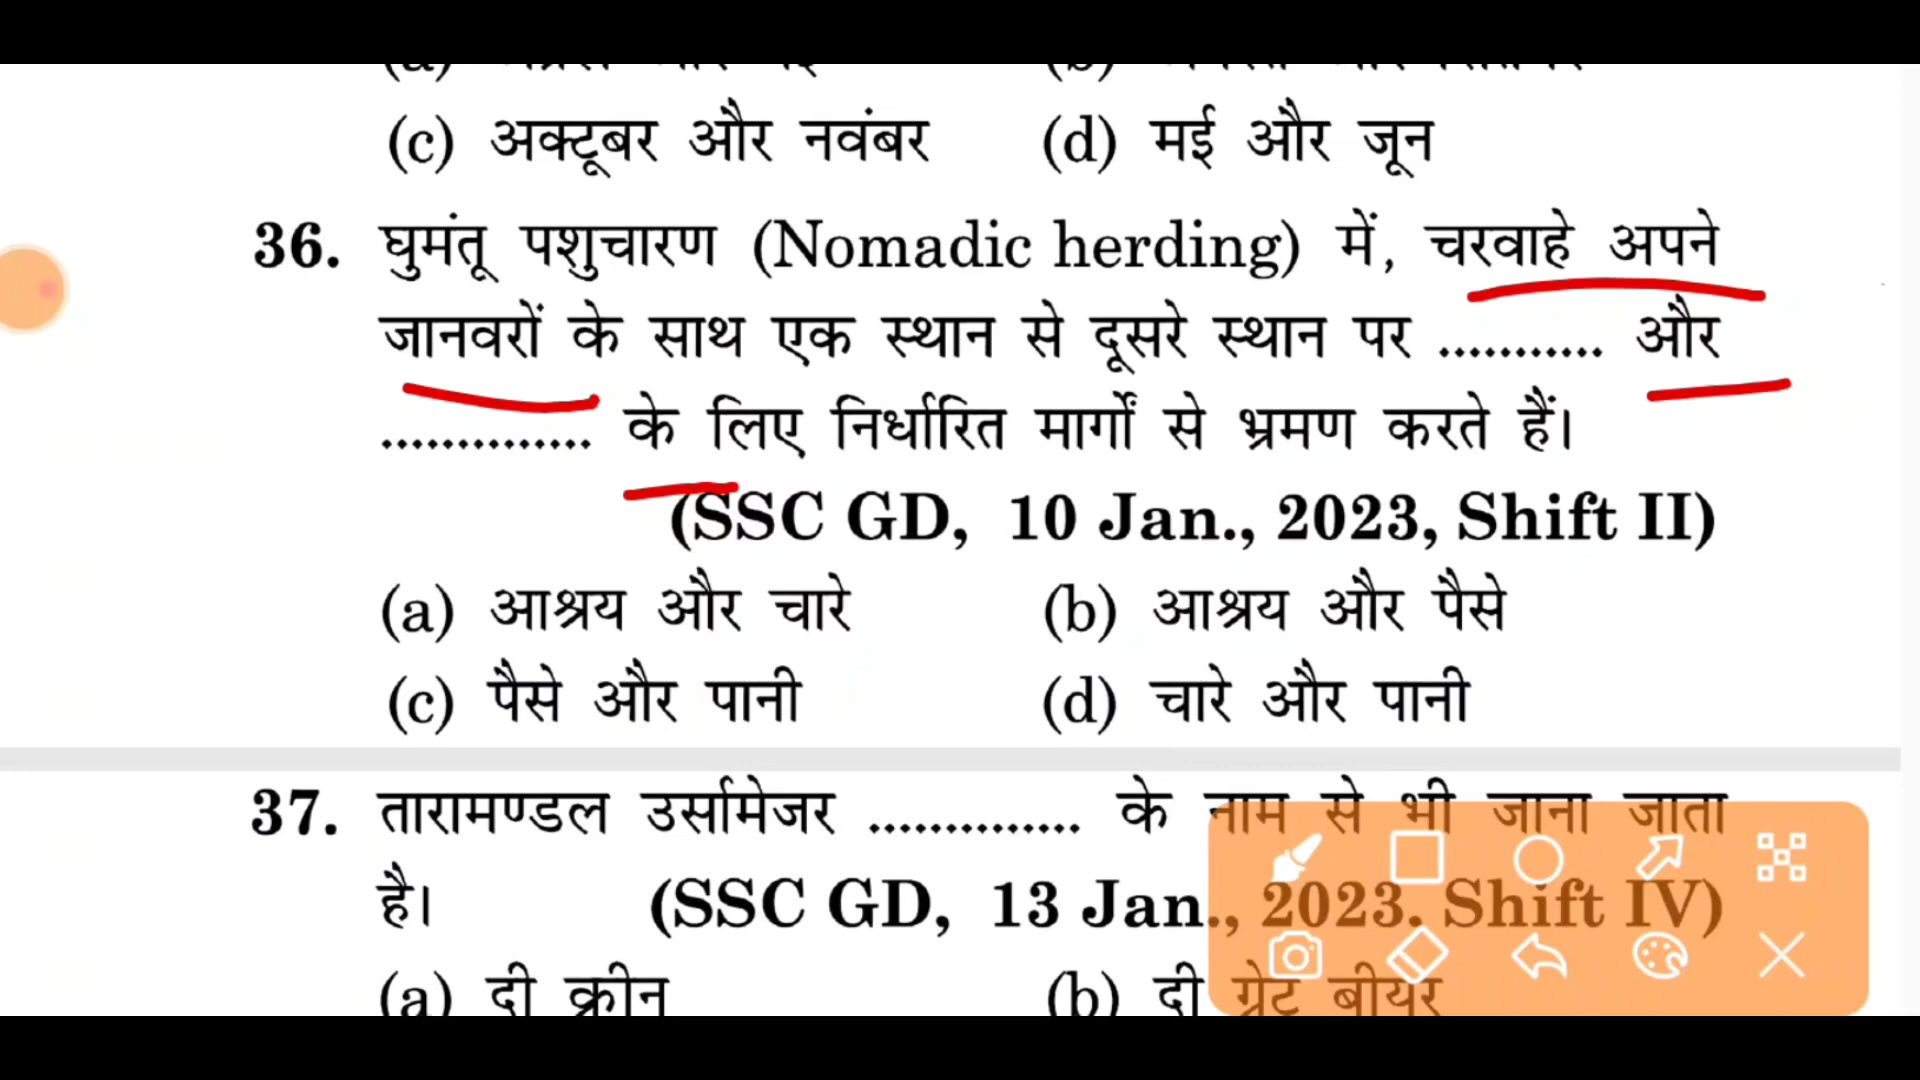 (c) अक्टूबर और नवंबर (d) मई और जून
36. घुमंतू पशुचारण (Nomadic herding) में, चरवाहे अपने
जानवरों के साथ एक स्थान से दूसरे स्थान पर ........... और
.............. के लिए निर्धारित मार्गों से भ्रमण करते हैं।
(SSC GD, 10 Jan., 2023, Shift II)
(a) आश्रय और चारे (b) आश्रय और पैसे
(c) पैसे और पानी (d) चारे और पानी
37. तारामण्डल उर्सामेजर .............. के नाम से भी जाना जाता
है। (SSC GD, 13 Jan., 2023. Shift IV)
(a) दी क्रीन (b) दी ग्रेट बीयर